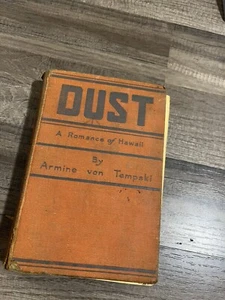 DUST
A Romance of Hawaii
By
Armine von Tempski